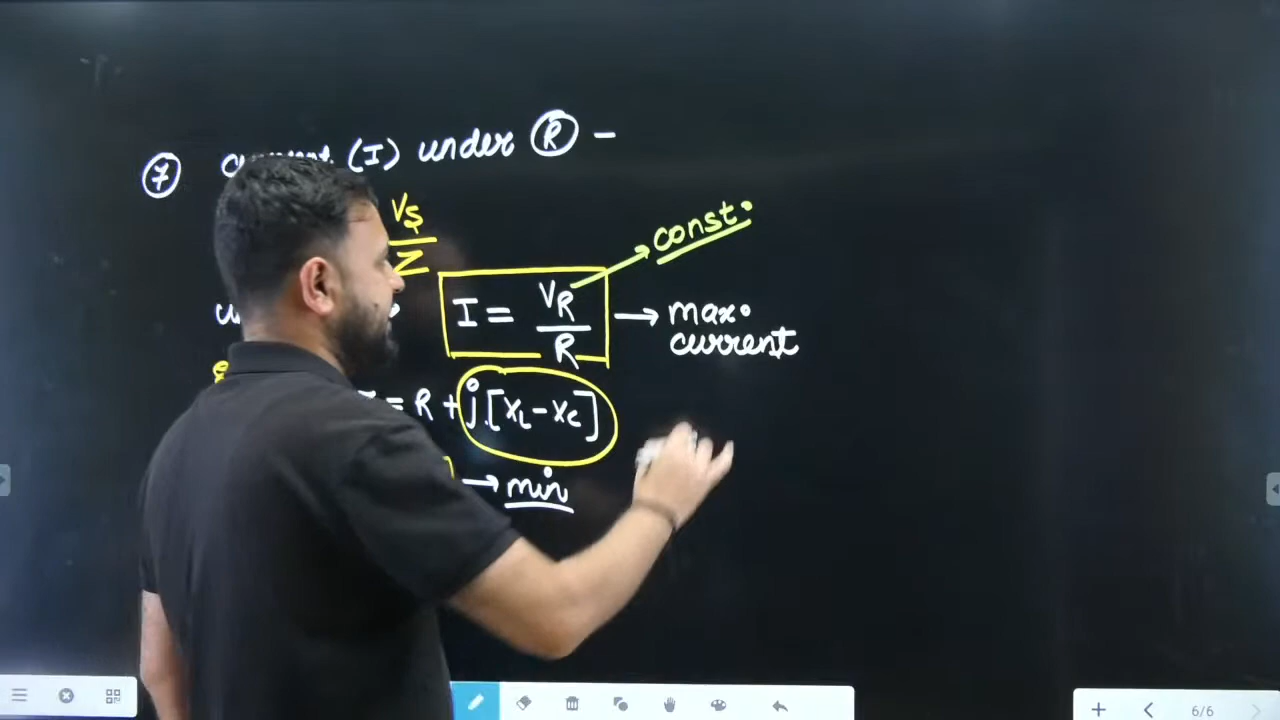 ⑦ current (I) under Ⓡ -
Vs
Z
const.
I = VR
R
→ max.
current
= R + j.[XL - Xc]
→ min
6/6